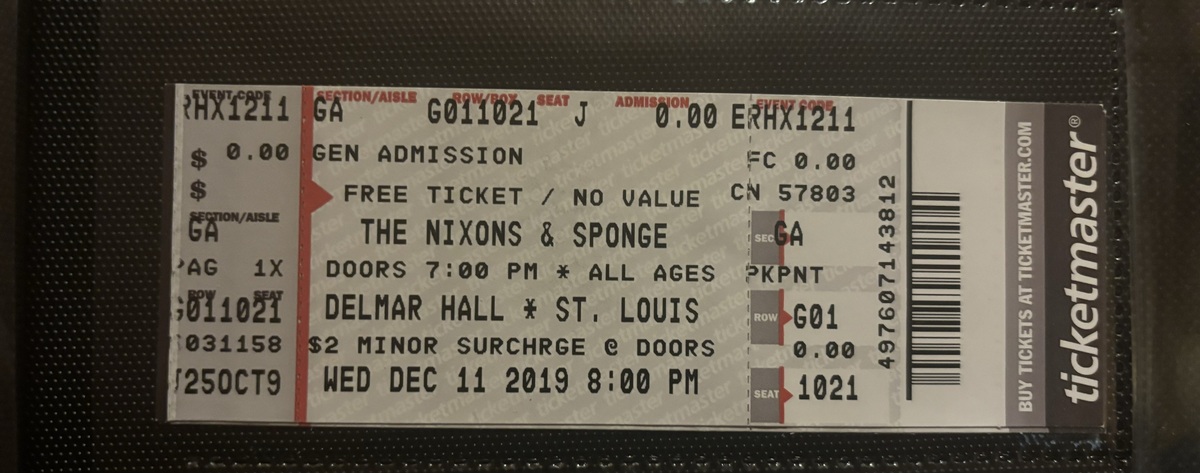 EVENT CODE
RHX1211
$ 0.00
$
SECTION/AISLE
GA
PAG 1X
ROW SEAT
G011021
031158
250CT9
SECTION/AISLE ROW/BOX SEAT ADMISSION EVENT CODE
GA G011021 J 0.00 ERHX1211
GEN ADMISSION
FREE TICKET / NO VALUE
THE NIXONS & SPONGE
DOORS 7:00 PM * ALL AGES
DELMAR HALL * ST. LOUIS
$2 MINOR SURCHRGE @ DOORS
WED DEC 11 2019 8:00 PM
FC 0.00
CN 57803
SEC GA
PKPNT
ROW G01
0.00
SEAT 1021
497607143812
BUY TICKETS AT TICKETMASTER.COM
ticketmaster®